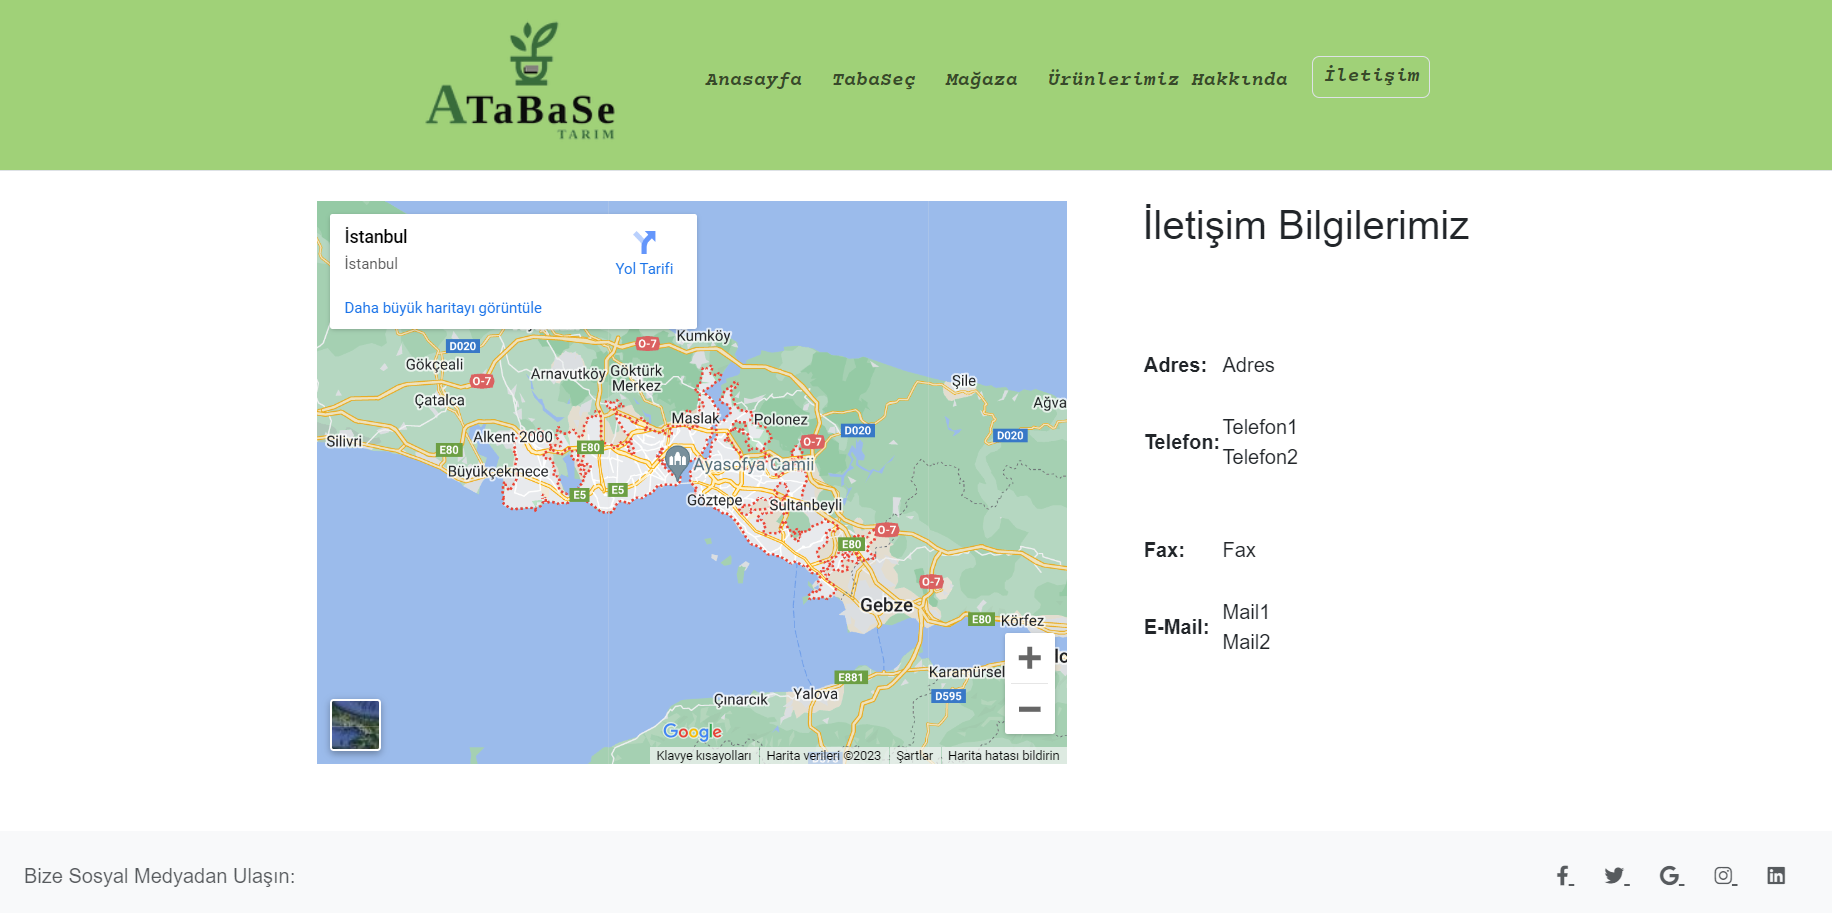 ATaBaSe
TARIM
Anasayfa TabaSeç Mağaza Ürünlerimiz Hakkında İletişim
İstanbul
İstanbul
Yol Tarifi
Daha büyük haritayı görüntüle
İletişim Bilgilerimiz
Adres: Adres
Telefon: Telefon1
Telefon2
Fax: Fax
E-Mail: Mail1
Mail2
Kumköy
D020
O-7
Gökçeali
Arnavutköy
Göktürk
Merkez
O-7
Şile
Çatalca
Ağva
Maslak
Polonez
D020
D020
Silivri
Alkent 2000
E80
E80
O-7
Büyükçekmece
Ayasofya Camii
E5
E5
Göztepe
Sultanbeyli
O-7
E80
O-7
Gebze
E80
Körfez
Karamürsel
E881
Yalova
D595
Çınarcık
Google
Klavye kısayolları Harita verileri ©2023 Şartlar Harita hatası bildirin
Bize Sosyal Medyadan Ulaşın: